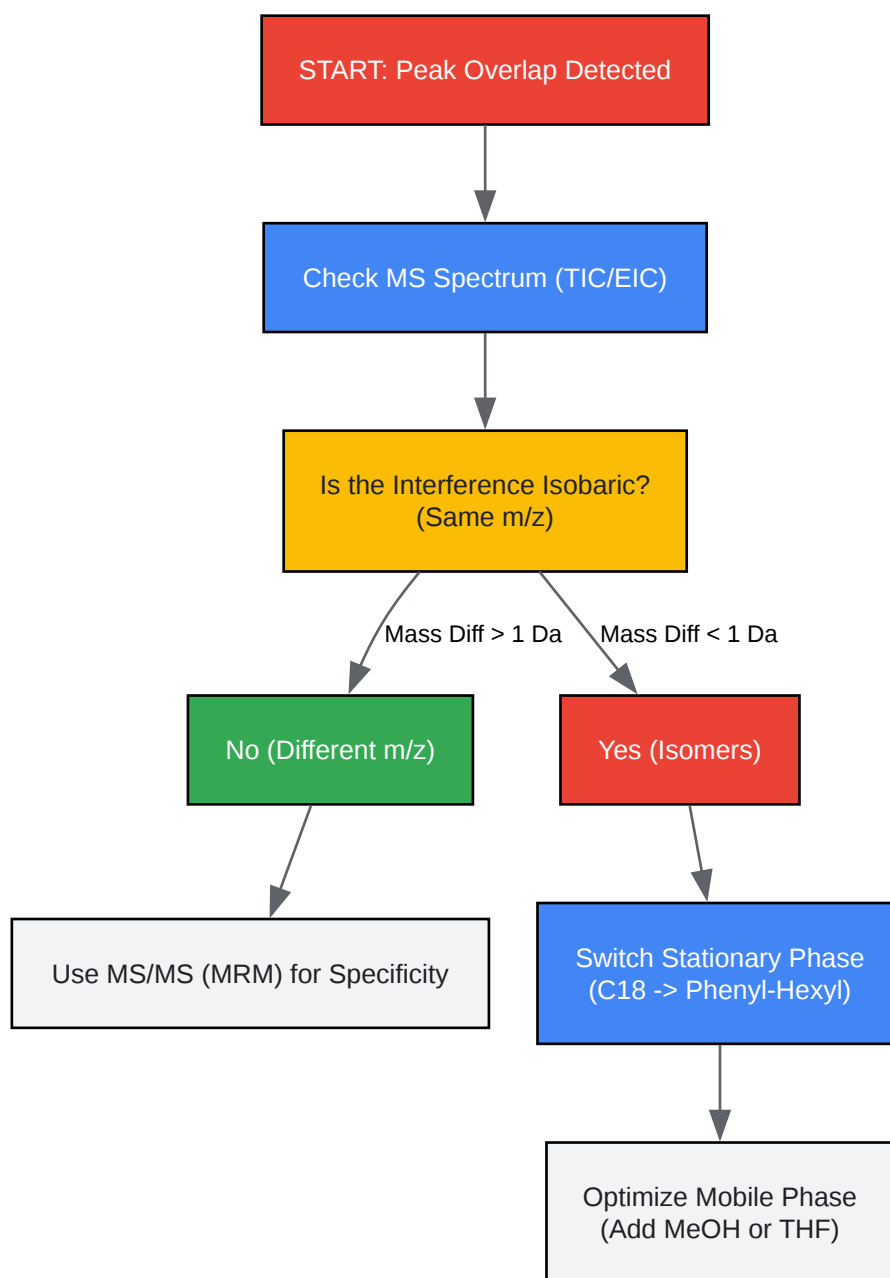 START: Peak Overlap Detected
Check MS Spectrum (TIC/EIC)
Is the Interference Isobaric?
(Same m/z)
Mass Diff > 1 Da
Mass Diff < 1 Da
No (Different m/z)
Yes (Isomers)
Use MS/MS (MRM) for Specificity
Switch Stationary Phase
(C18 -> Phenyl-Hexyl)
Optimize Mobile Phase
(Add MeOH or THF)